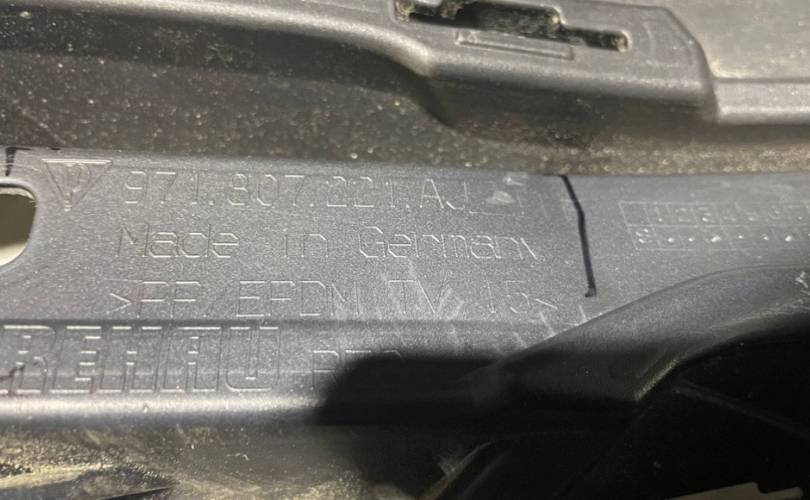 971.807.221.AJ
Made in Germany
>PP/EPDM TV 15<
REHAU